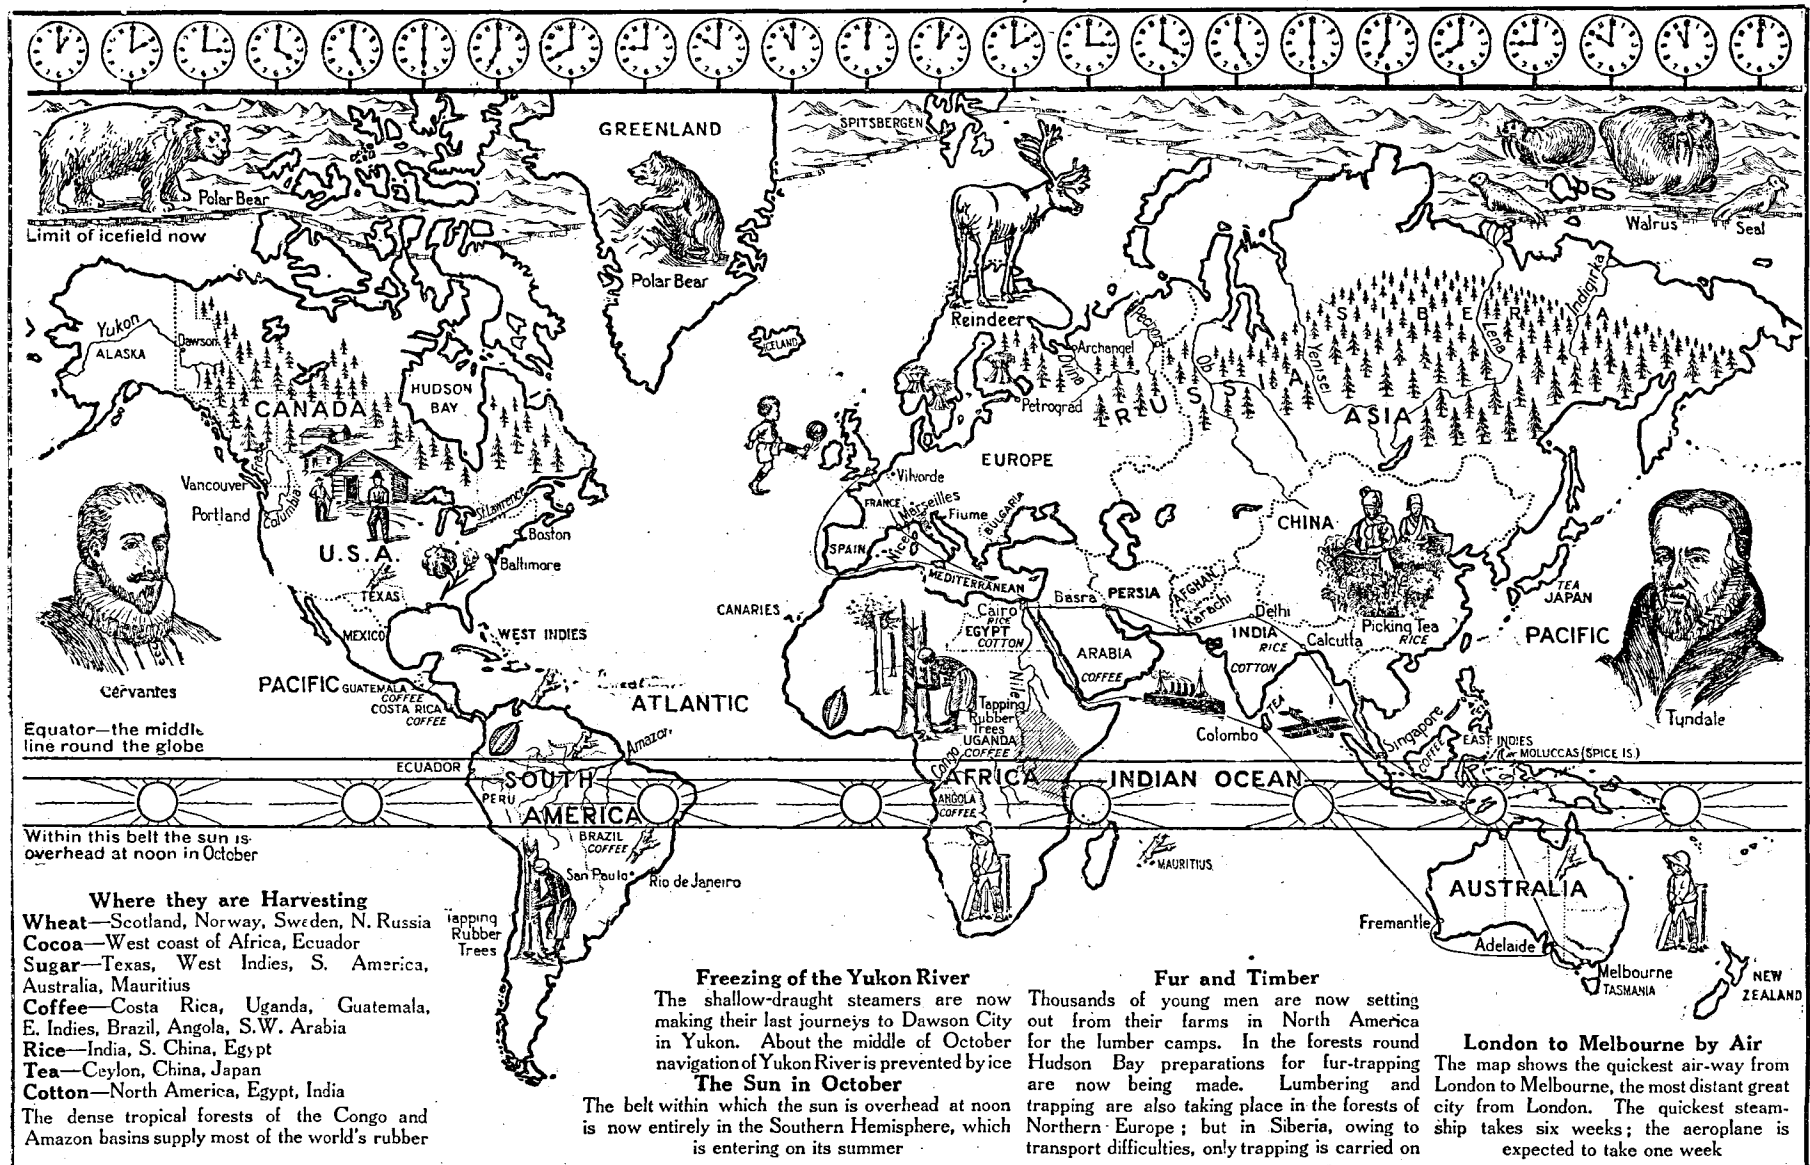 GREENLAND
SPITSBERGEN
Polar Bear
Limit of icefield now
Polar Bear
Reindeer
Walrus
Seal
Yukon
ALASKA
Dawson
HUDSON
BAY
CANADA
ICELAND
Archangel
Dvina
Pechora
Petrograd
Ob
Yenisei
Lena
Indigirka
SIBERIA
RUSSIA
ASIA
EUROPE
Vilvorde
FRANCE
Marseilles
Nice
Fiume
BULGARIA
SPAIN
MEDITERRANEAN
Vancouver
Portland
Fraser
Columbia
St. Lawrence
U.S.A.
Boston
Baltimore
TEXAS
MEXICO
WEST INDIES
CANARIES
Cervantes
PACIFIC
GUATEMALA
COFFEE
COSTA RICA
COFFEE
ATLANTIC
Cairo
RICE
EGYPT
COTTON
Nile
Basra
PERSIA
AFGHAN
Karachi
Delhi
INDIA
RICE
COTTON
Calcutta
ARABIA
COFFEE
CHINA
Picking Tea
RICE
TEA
JAPAN
PACIFIC
Tyndale
Tapping
Rubber
Trees
UGANDA
COFFEE
Congo
Colombo
TEA
Singapore
COFFEE
EAST INDIES
MOLUCCAS (SPICE IS.)
Equator—the middle
line round the globe
ECUADOR
Amazon
SOUTH
AMERICA
PERU
AFRICA
INDIAN OCEAN
ANGOLA
COFFEE
BRAZIL
COFFEE
San Paulo
Rio de Janeiro
MAURITIUS
Within this belt the sun is
overhead at noon in October
Tapping
Rubber
Trees
AUSTRALIA
Fremantle
Adelaide
Melbourne
TASMANIA
NEW
ZEALAND
Where they are Harvesting
Wheat—Scotland, Norway, Sweden, N. Russia
Cocoa—West coast of Africa, Ecuador
Sugar—Texas, West Indies, S. America,
Australia, Mauritius
Coffee—Costa Rica, Uganda, Guatemala,
E. Indies, Brazil, Angola, S.W. Arabia
Rice—India, S. China, Egypt
Tea—Ceylon, China, Japan
Cotton—North America, Egypt, India
The dense tropical forests of the Congo and
Amazon basins supply most of the world's rubber
Freezing of the Yukon River
The shallow-draught steamers are now
making their last journeys to Dawson City
in Yukon. About the middle of October
navigation of Yukon River is prevented by ice
The Sun in October
The belt within which the sun is overhead at noon
is now entirely in the Southern Hemisphere, which
is entering on its summer
Fur and Timber
Thousands of young men are now setting
out from their farms in North America
for the lumber camps. In the forests round
Hudson Bay preparations for fur-trapping
are now being made. Lumbering and
trapping are also taking place in the forests of
Northern Europe; but in Siberia, owing to
transport difficulties, only trapping is carried on
London to Melbourne by Air
The map shows the quickest air-way from
London to Melbourne, the most distant great
city from London. The quickest steam-
ship takes six weeks; the aeroplane is
expected to take one week